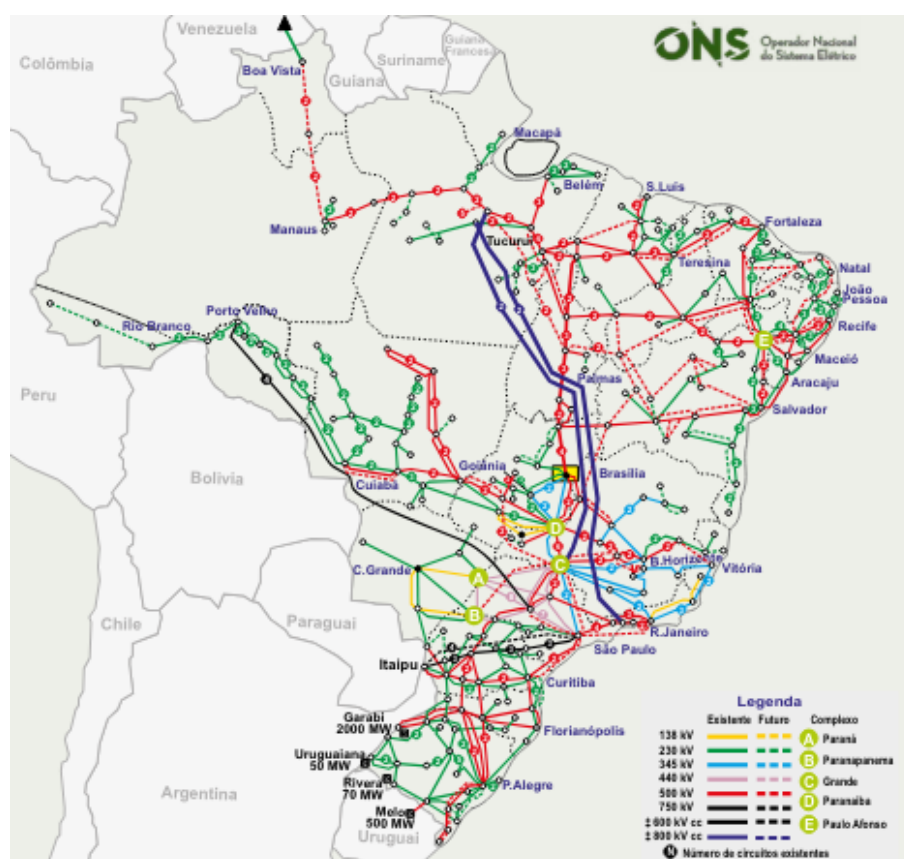 Venezuela
Guiana
Francesa
Suriname
ONS
Operador Nacional
do Sistema Elétrico
Colômbia
Boa Vista
Guiana
Macapá
Belém
S.Luis
Manaus
Fortaleza
Tucuruí
Teresina
Natal
João
Pessoa
Rio Branco
Porto Velho
Recife
E
Maceió
Palmas
Aracaju
Peru
Salvador
Goiânia
Brasília
Cuiabá
Bolivia
D
C
B.Horizonte
C.Grande
A
Vitória
B
Chile
Paraguai
R.Janeiro
São Paulo
Itaipu
Curitiba
Garabi
2000 MW
Florianópolis
Uruguaiana
50 MW
Rivera
70 MW
P.Alegre
Argentina
Melo
500 MW
Uruguai
Legenda
Existente Futuro Complexo
138 kV A Paraná
230 kV
345 kV B Paranapanema
440 kV C Grande
500 kV
750 kV D Paranaiba
±600 kV cc
±800 kV cc E Paulo Afonso
N Número de circuitos existentes